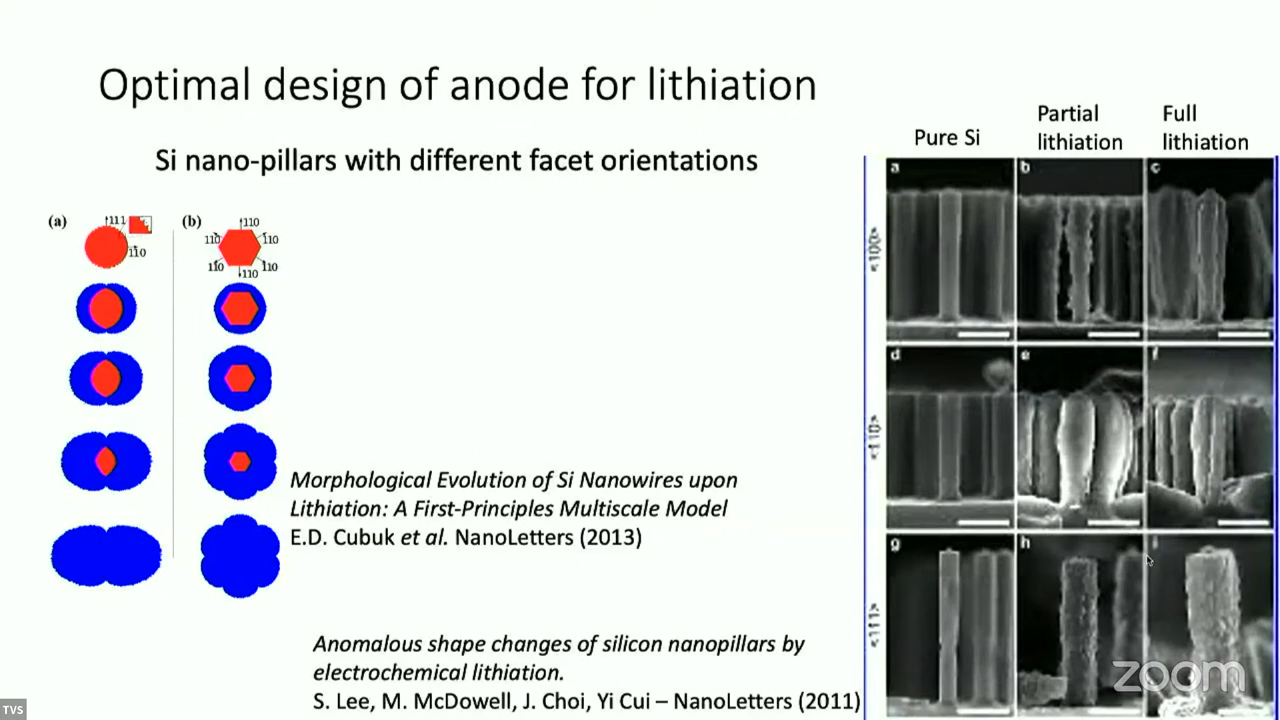 Optimal design of anode for lithiation
Si nano-pillars with different facet orientations
Pure Si
Partial
lithiation
Full
lithiation
(a)
111
110
(b)
110
110
110
110
110
110
a
b
c
<100>
d
e
f
<110>
g
h
i
<111>
Morphological Evolution of Si Nanowires upon
Lithiation: A First-Principles Multiscale Model
E.D. Cubuk et al. NanoLetters (2013)
Anomalous shape changes of silicon nanopillars by
electrochemical lithiation.
S. Lee, M. McDowell, J. Choi, Yi Cui – NanoLetters (2011)
zoom
TVS